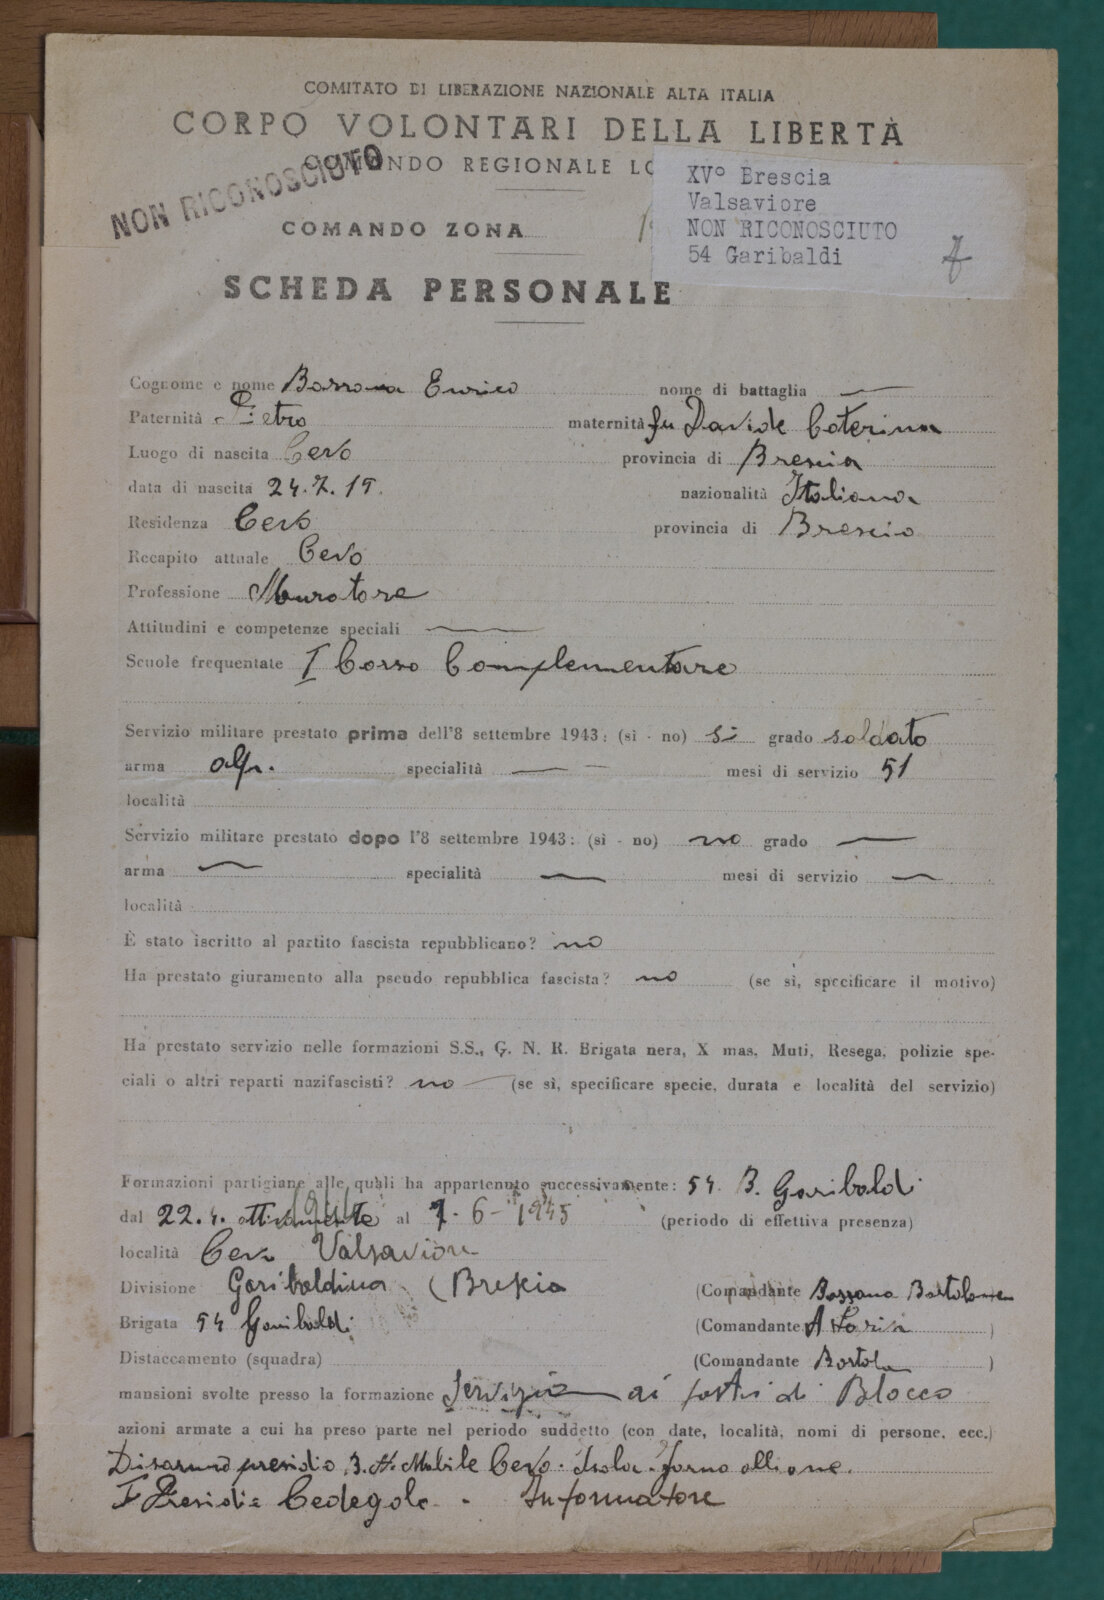 COMITATO DI LIBERAZIONE NAZIONALE ALTA ITALIA
CORPO VOLONTARI DELLA LIBERTÀ
COMANDO REGIONALE LO
NON RICONOSCIUTO
XV° Brescia
Valsaviore
NON RICONOSCIUTO
54 Garibaldi
COMANDO ZONA
SCHEDA PERSONALE
Cognome e nome Bazzana Enrico nome di battaglia —
Paternità Pietro maternità fu Davide Caterina
Luogo di nascita Cevo provincia di Brescia
data di nascita 24.7.19. nazionalità Italiana
Residenza Cevo provincia di Brescia
Recapito attuale Cevo
Professione Muratore
Attitudini e competenze speciali —
Scuole frequentate I Corso Complementare
Servizio militare prestato prima dell'8 settembre 1943: (sì - no) si grado soldato
arma alp. specialità — mesi di servizio 51
località
Servizio militare prestato dopo l'8 settembre 1943: (sì - no) no grado —
arma — specialità — mesi di servizio —
località
È stato iscritto al partito fascista repubblicano? no
Ha prestato giuramento alla pseudo repubblica fascista? no (se sì, specificare il motivo)
Ha prestato servizio nelle formazioni S.S., G. N. R. Brigata nera, X mas, Muti, Resega, polizie spe-
ciali o altri reparti nazifascisti? no — (se sì, specificare specie, durata e località del servizio)
Formazioni partigiane alle quali ha appartenuto successivamente: 54. B. Garibaldi
dal 22.4. attivamente al 7-6-1945 (periodo di effettiva presenza)
località Cevo Valsaviore
Divisione Garibaldina (Brescia (Comandante Bazzana Bartolomeo
Brigata 54 Garibaldi (Comandante )
Distaccamento (squadra) (Comandante )
mansioni svolte presso la formazione Servizio ai posti di Blocco
azioni armate a cui ha preso parte nel periodo suddetto (con date, località, nomi di persone, ecc.)
Disarmo presidio 3. Mobile Cevo. Isola. Forno allione.
Presidio Cedegolo. Informatore